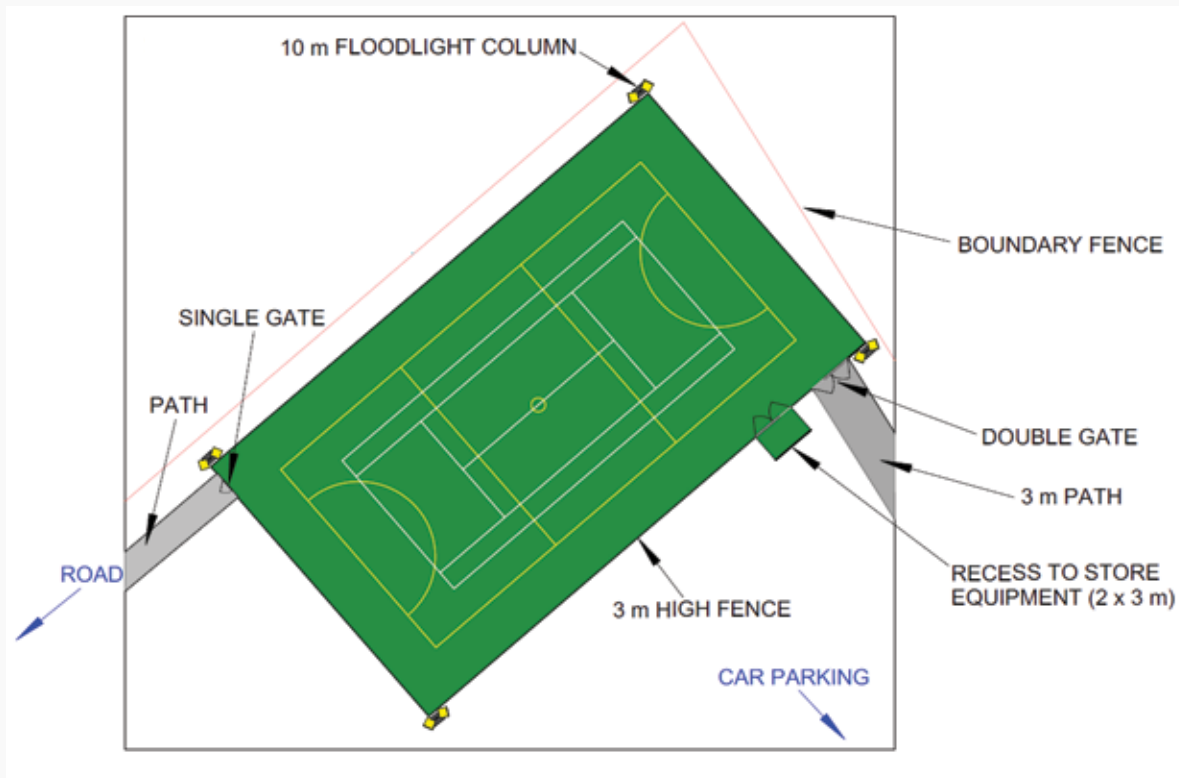 10 m FLOODLIGHT COLUMN
BOUNDARY FENCE
SINGLE GATE
PATH
DOUBLE GATE
3 m PATH
ROAD
RECESS TO STORE
EQUIPMENT (2 x 3 m)
3 m HIGH FENCE
CAR PARKING